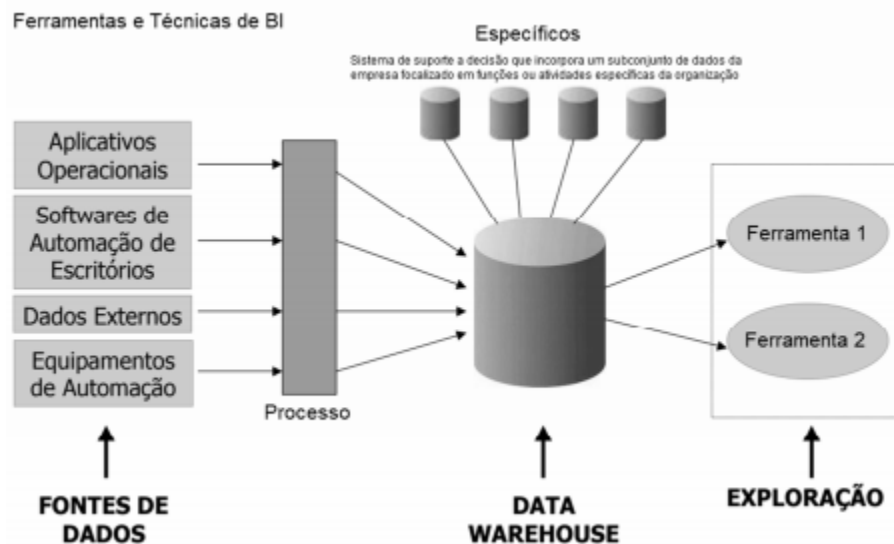 Ferramentas e Técnicas de BI
Específicos
Sistema de suporte a decisão que incorpora um subconjunto de dados da
empresa focalizado em funções ou atividades específicas da organização
Aplicativos
Operacionais
Softwares de
Automação de
Escritórios
Dados Externos
Equipamentos
de Automação
Processo
Ferramenta 1
Ferramenta 2
FONTES DE
DADOS
DATA
WAREHOUSE
EXPLORAÇÃO